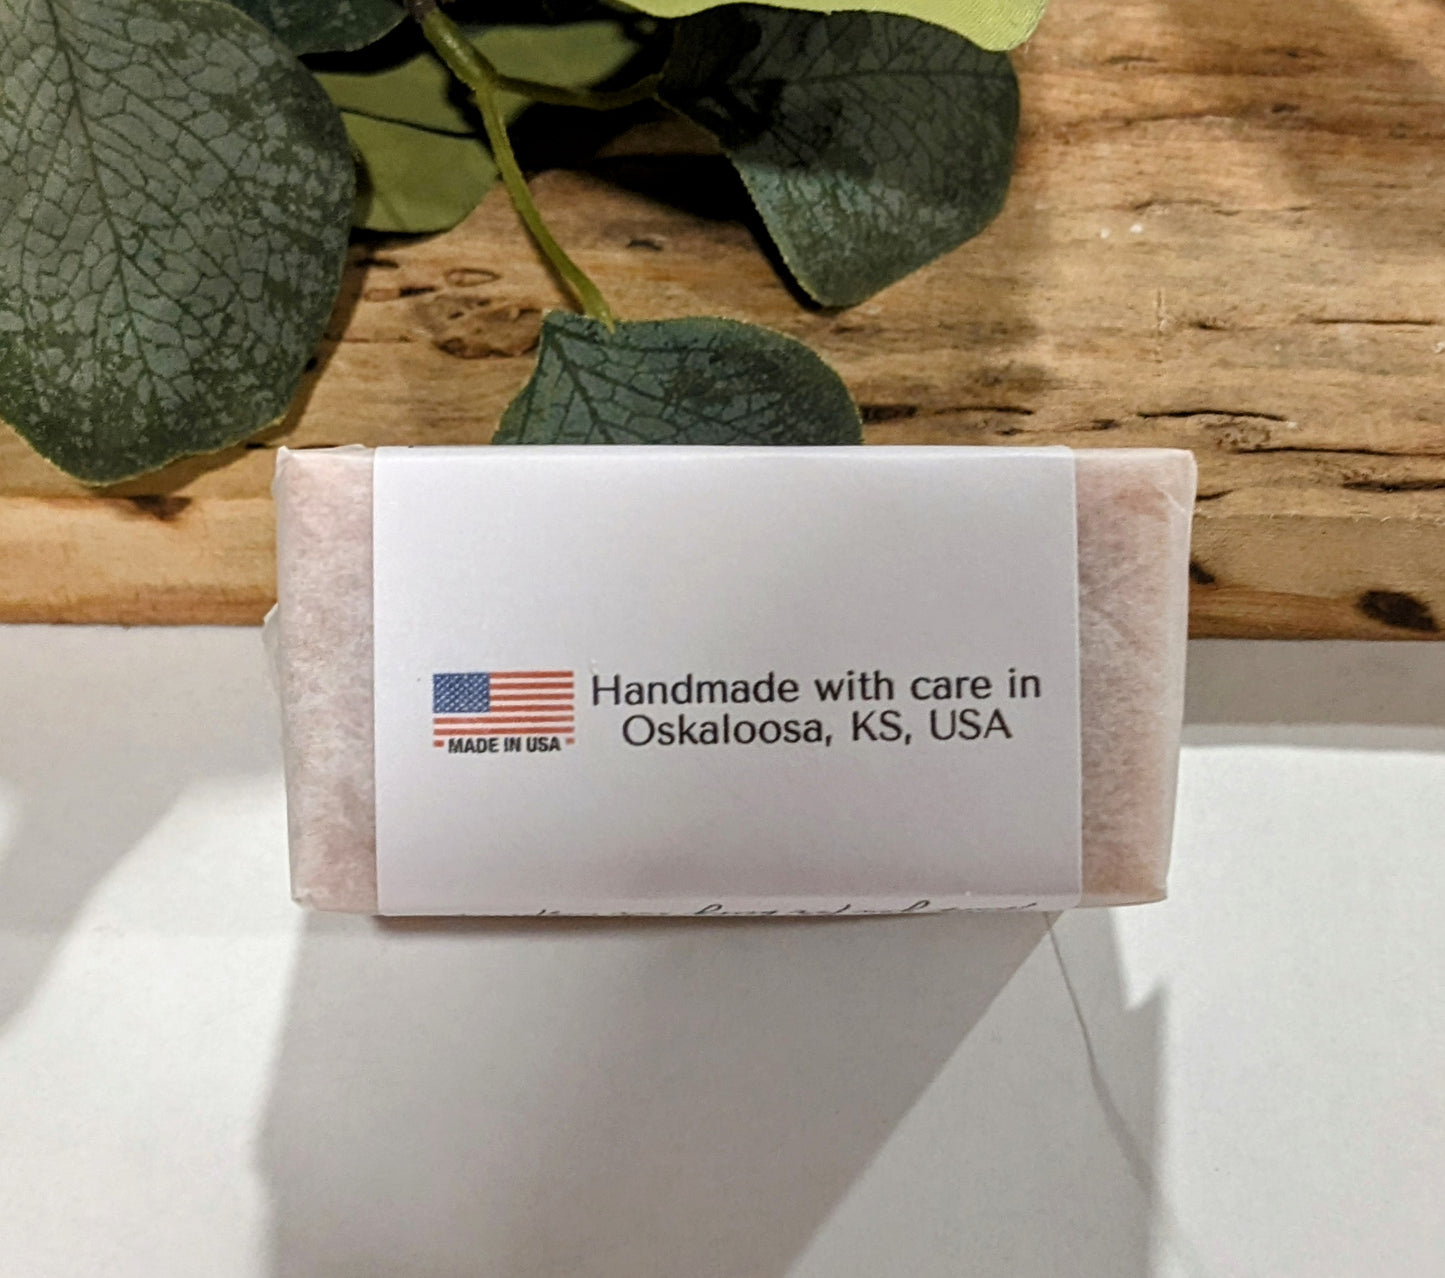 Handmade with care in
Oskaloosa, KS, USA
MADE IN USA